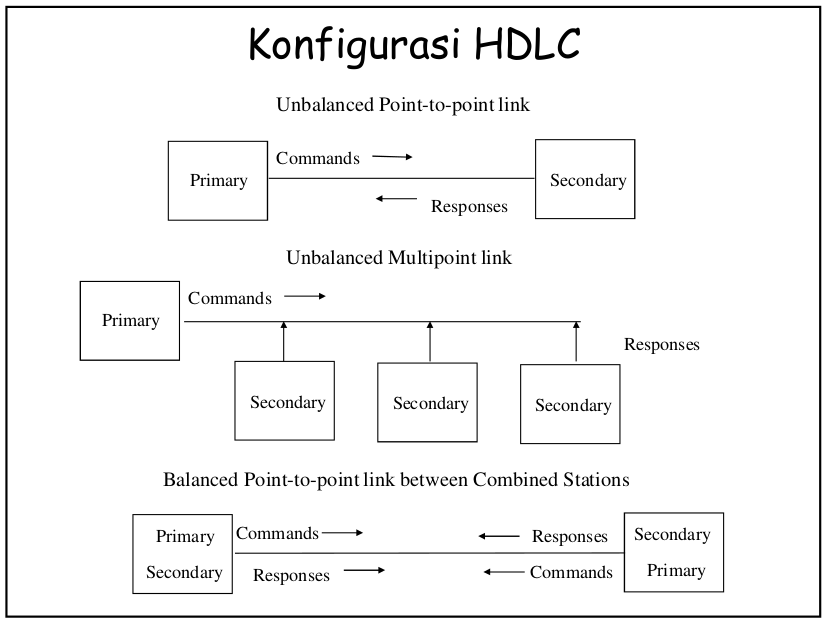 Konfigurasi HDLC
Unbalanced Point-to-point link
Commands
Primary
Secondary
Responses
Unbalanced Multipoint link
Commands
Primary
Responses
Secondary
Secondary
Secondary
Balanced Point-to-point link between Combined Stations
Primary
Commands
Responses
Secondary
Secondary
Responses
Commands
Primary